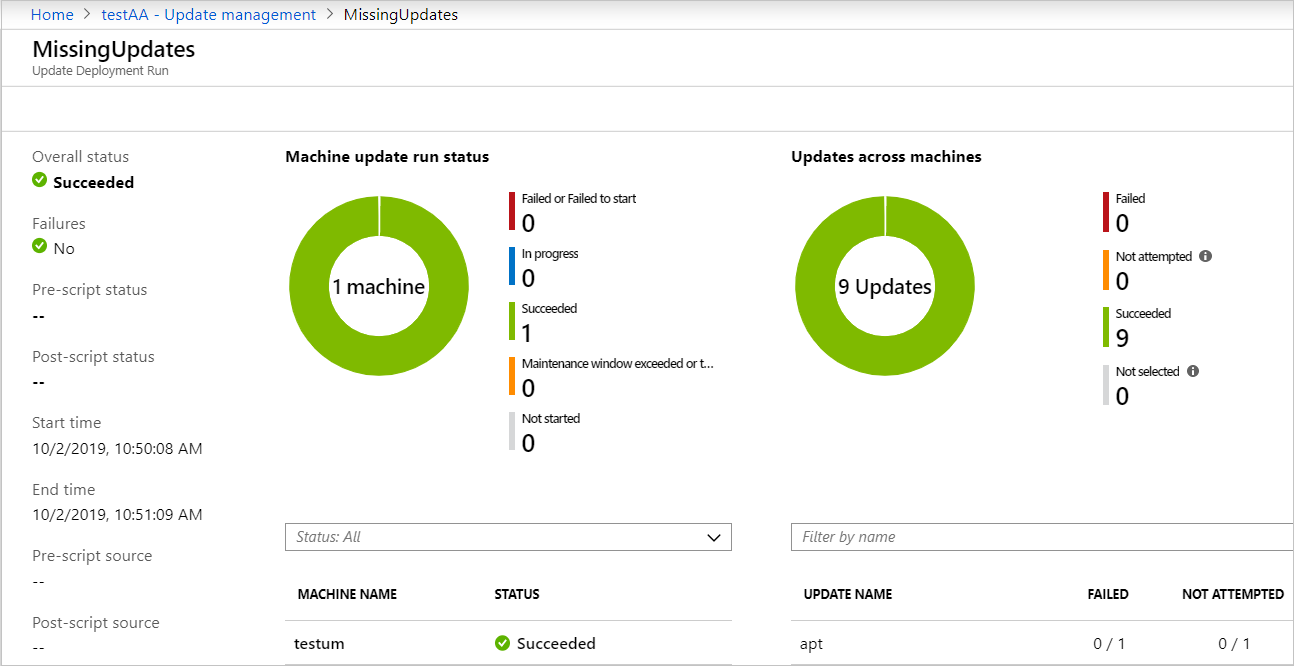 Home > testAA - Update management > MissingUpdates
MissingUpdates
Update Deployment Run
Overall status
Succeeded
Failures
No
Pre-script status
--
Post-script status
--
Start time
10/2/2019, 10:50:08 AM
End time
10/2/2019, 10:51:09 AM
Pre-script source
--
Post-script source
--
Machine update run status
1 machine
Failed or Failed to start
0
In progress
0
Succeeded
1
Maintenance window exceeded or t...
0
Not started
0
Status: All
MACHINE NAME STATUS
testum Succeeded
Updates across machines
9 Updates
Failed
0
Not attempted
0
Succeeded
9
Not selected
0
Filter by name
UPDATE NAME FAILED NOT ATTEMPTED
apt 0 / 1 0 / 1